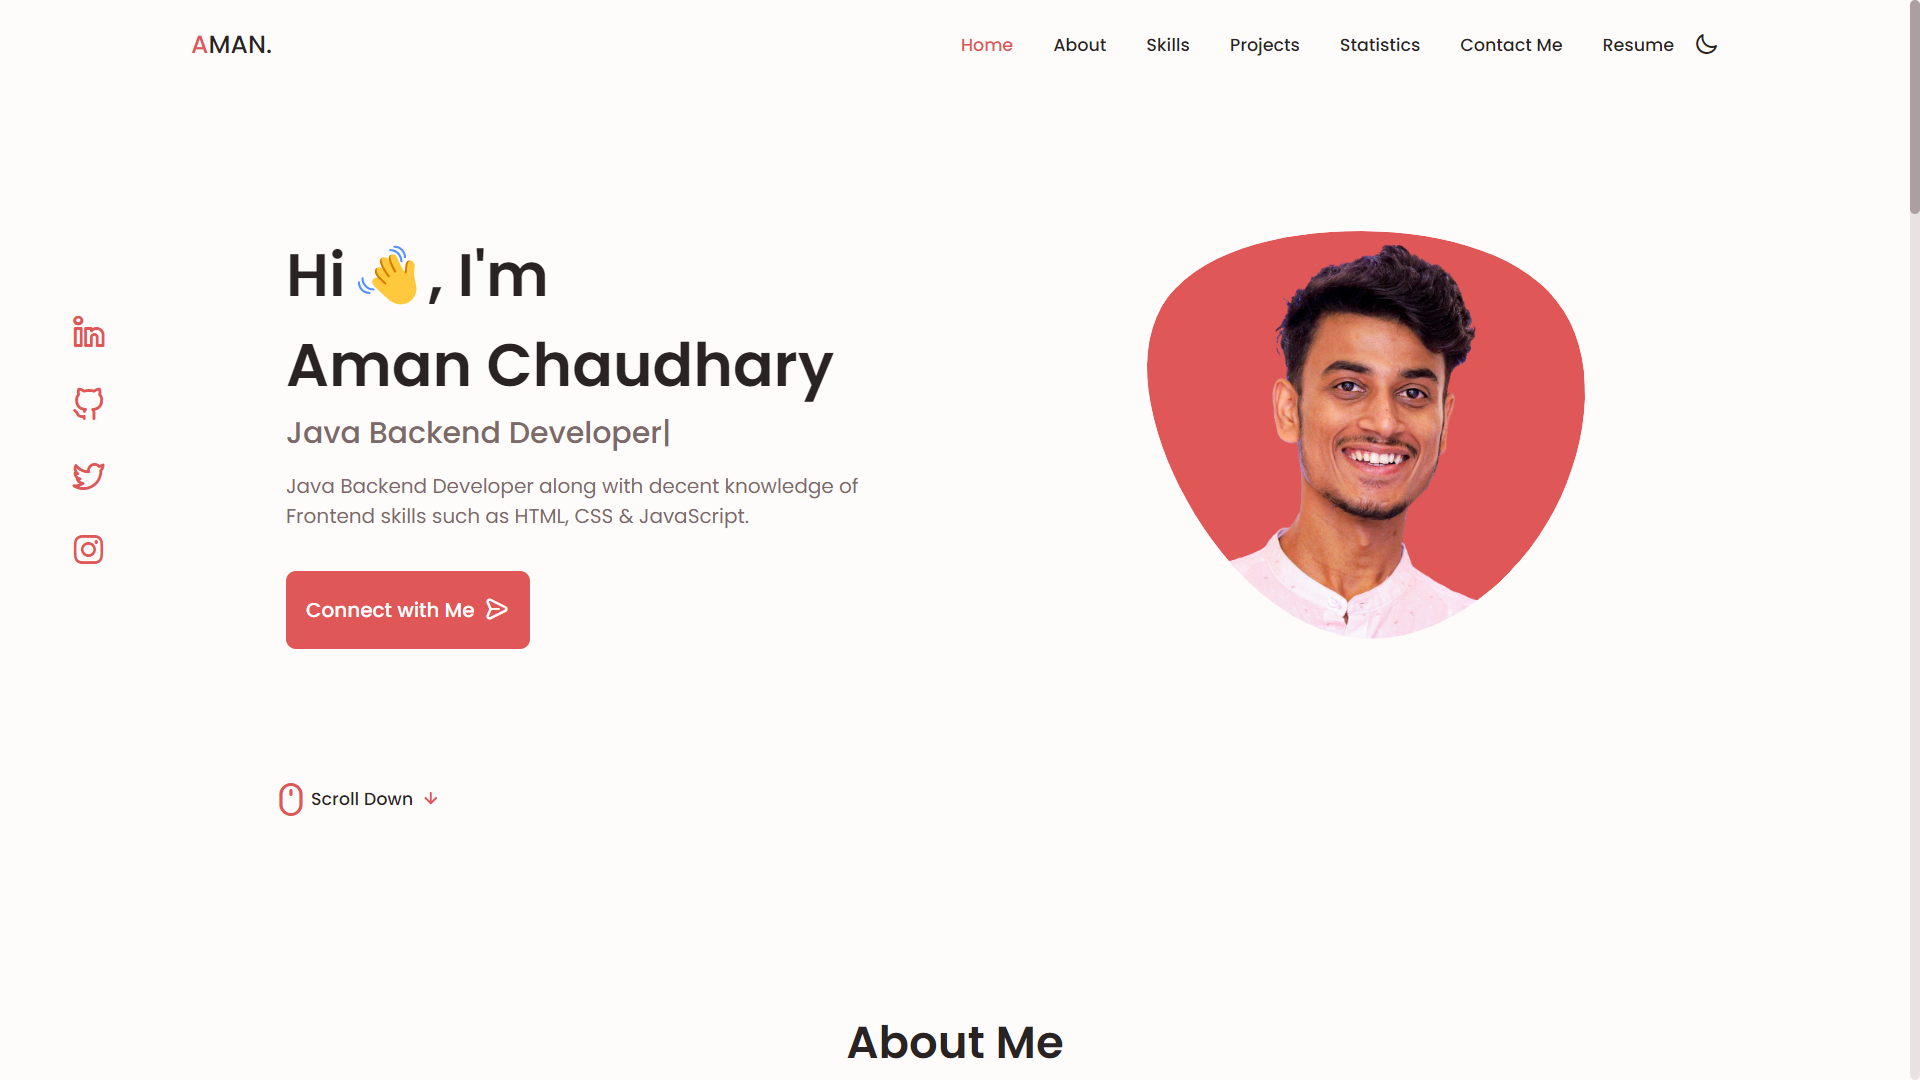 AMAN.
Home About Skills Projects Statistics Contact Me Resume
Hi 👋, I'm
Aman Chaudhary
Java Backend Developer|
Java Backend Developer along with decent knowledge of
Frontend skills such as HTML, CSS & JavaScript.
Connect with Me
Scroll Down
About Me